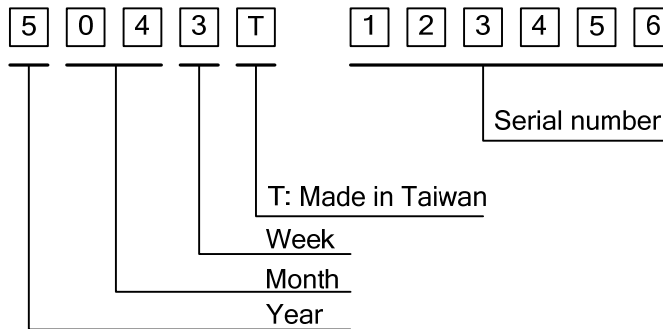 5 0 4 3 T 1 2 3 4 5 6
Serial number
T: Made in Taiwan
Week
Month
Year